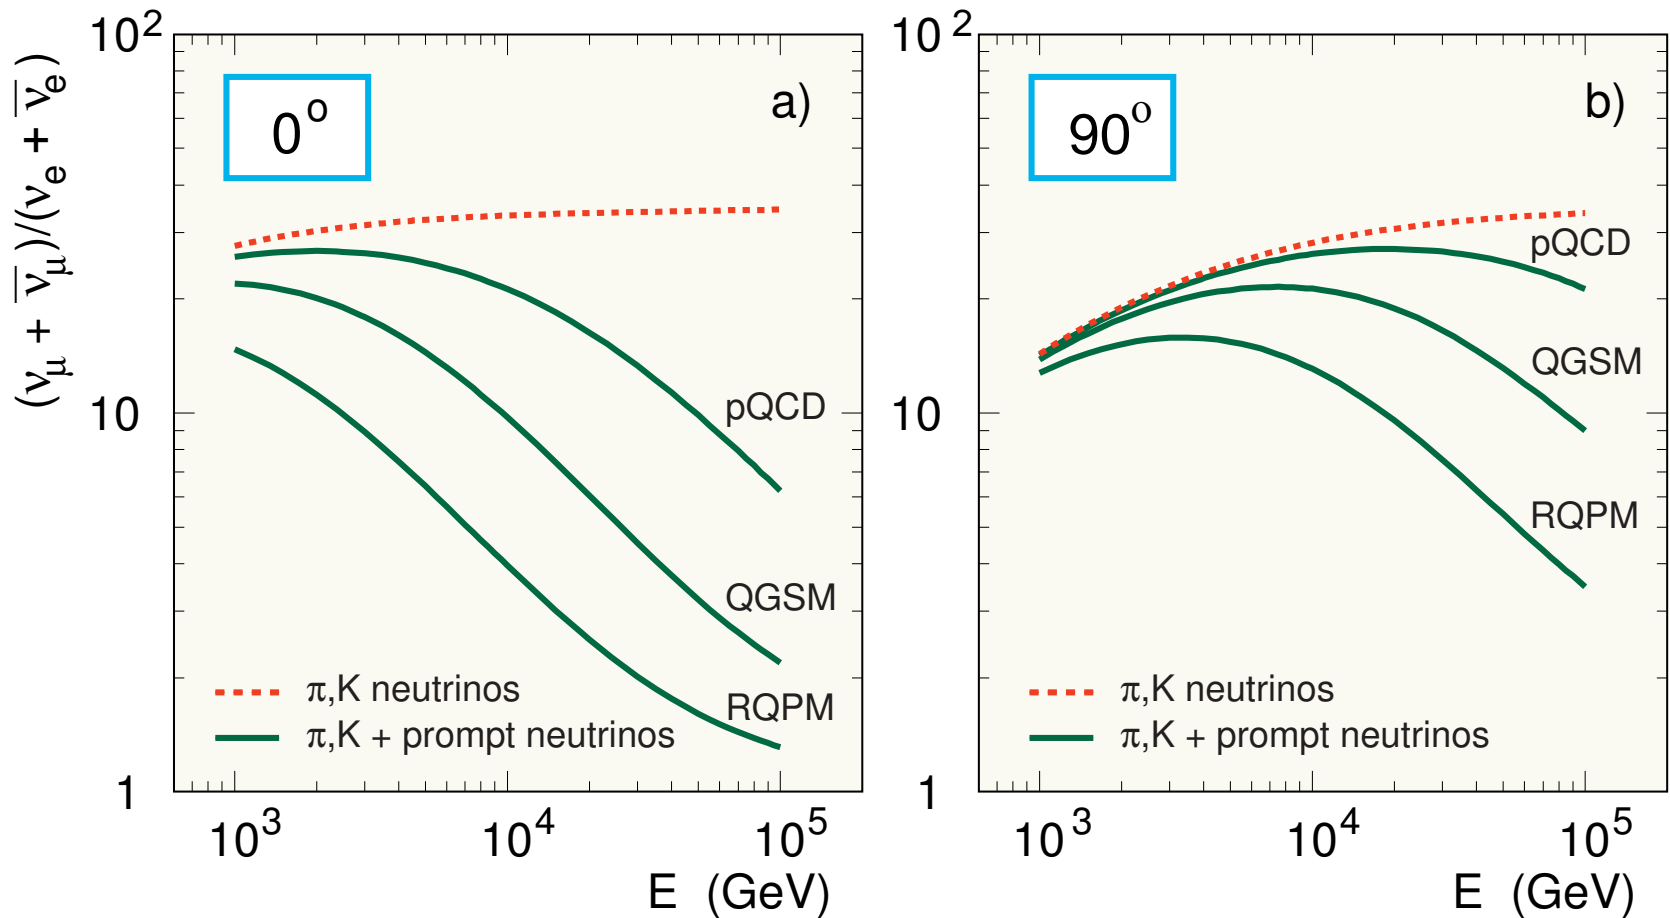 (ν_μ + ν̅_μ)/(ν_e + ν̅_e)
10²
10
1
0°
a)
pQCD
QGSM
RQPM
π,K neutrinos
π,K + prompt neutrinos
10³ 10⁴ 10⁵
E (GeV)
10²
10
1
90°
b)
pQCD
QGSM
RQPM
π,K neutrinos
π,K + prompt neutrinos
10³ 10⁴ 10⁵
E (GeV)